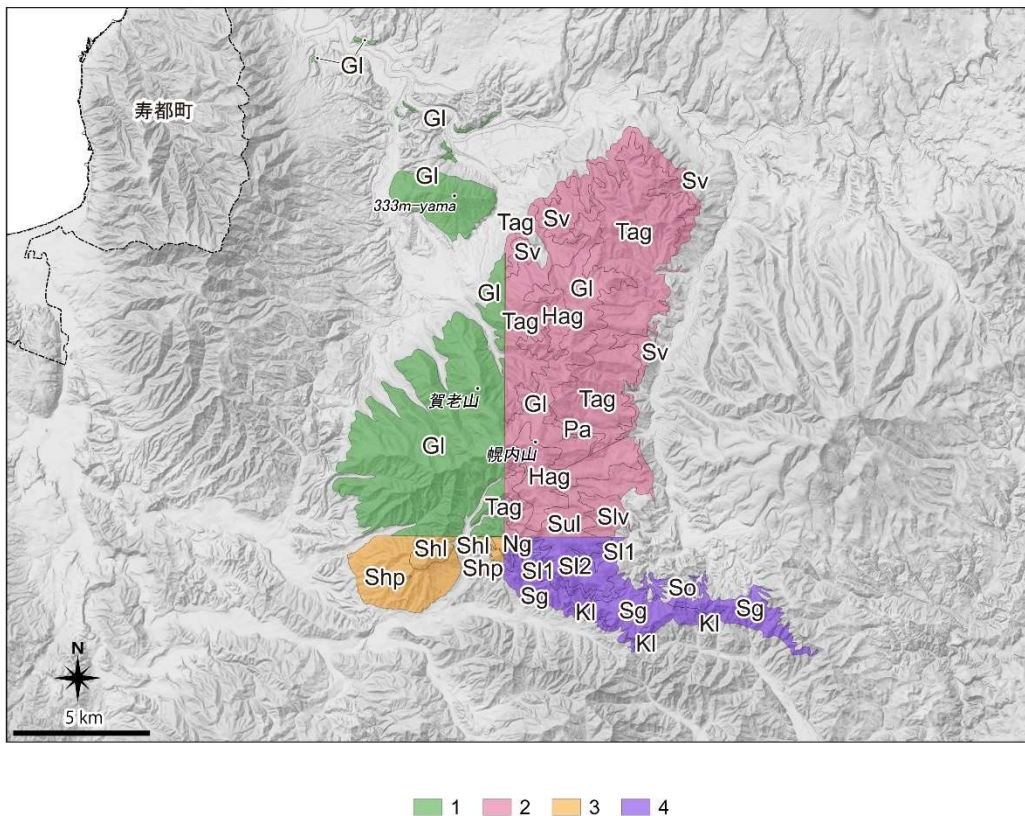 Gl
寿都町
Gl
Gl
333m-yama
Sv
Tag
Sv
Tag
Sv
Gl
Gl
Tag
Hag
Sv
賀老山
Gl
Tag
Pa
Gl
幌内山
Hag
Tag
Sul
Slv
Shl
Shl
Ng
Sl1
Shp
Shp
Sl1
Sl2
Sg
So
Kl
Sg
Kl
Sg
Kl
N
5 km
1
2
3
4